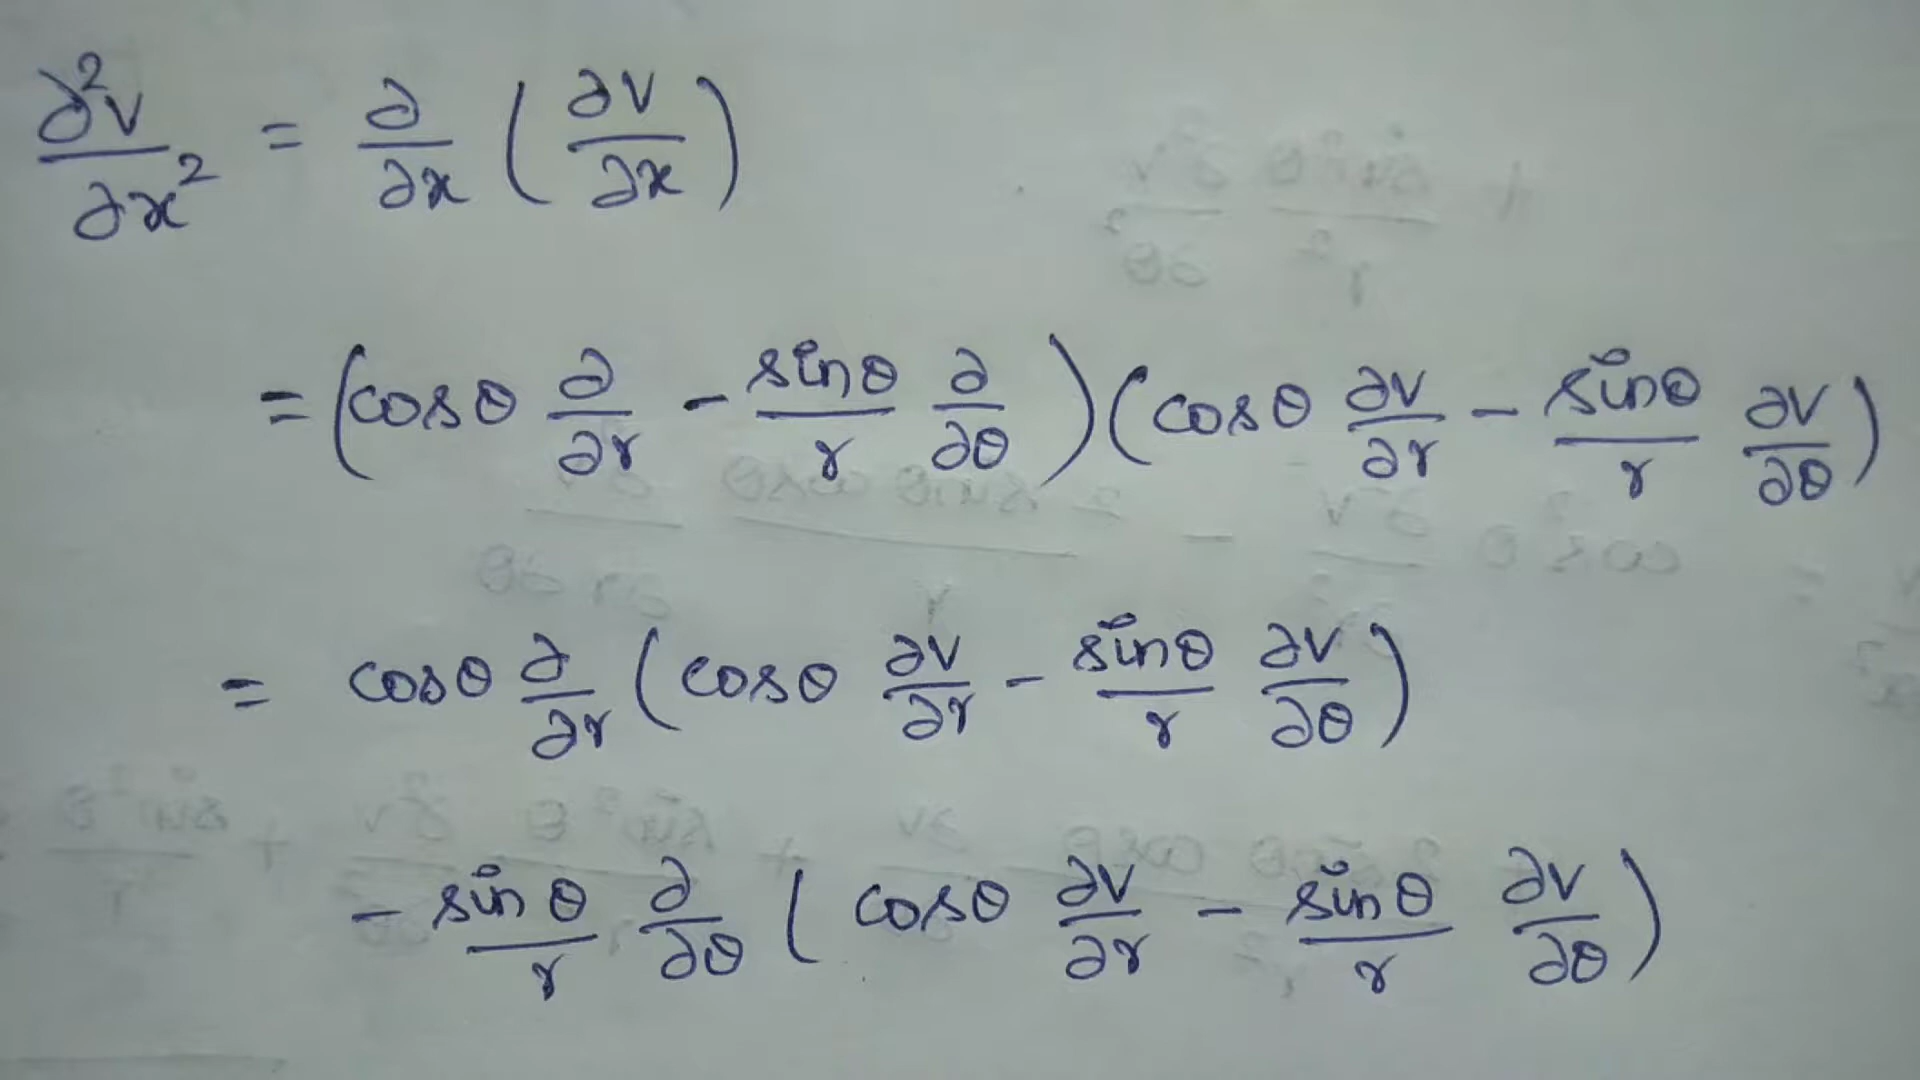 ∂²v/∂x² = ∂/∂x (∂v/∂x)
= (cosθ ∂/∂r - sinθ/r ∂/∂θ) (cosθ ∂v/∂r - sinθ/r ∂v/∂θ)
= cosθ ∂/∂r (cosθ ∂v/∂r - sinθ/r ∂v/∂θ)
- sinθ/r ∂/∂θ (cosθ ∂v/∂r - sinθ/r ∂v/∂θ)